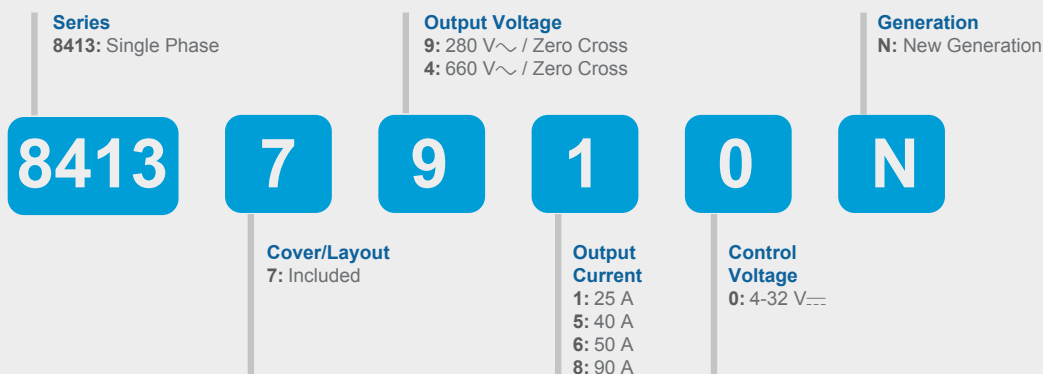 Series
8413: Single Phase
Output Voltage
9: 280 V~ / Zero Cross
4: 660 V~ / Zero Cross
Generation
N: New Generation
8413 7 9 1 0 N
Cover/Layout
7: Included
Output
Current
1: 25 A
5: 40 A
6: 50 A
8: 90 A
Control
Voltage
0: 4-32 V⎓